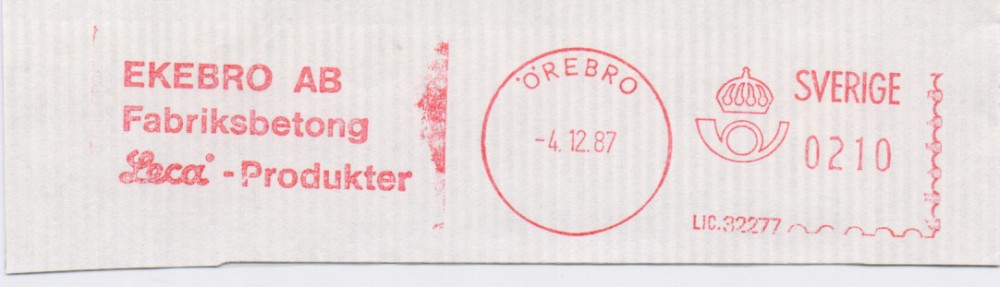 EKEBRO AB
Fabriksbetong
Leca® -Produkter
ÖREBRO
-4.12.87
SVERIGE
0210
LIC.32277